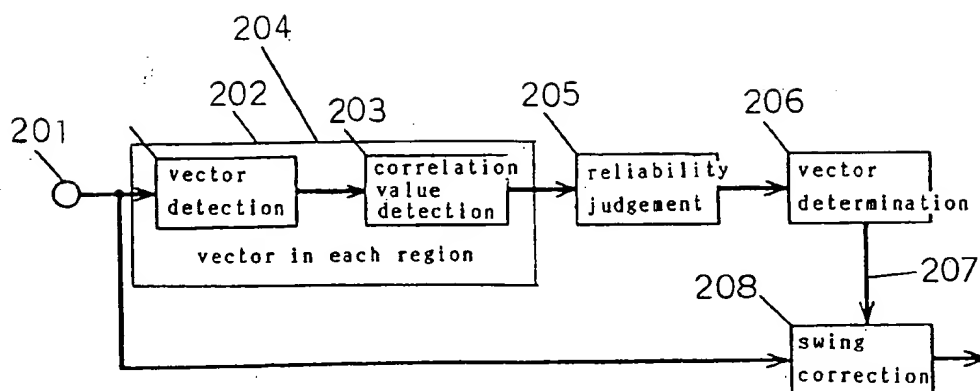 204
202
203
205
206
201
vector
detection
correlation
value
detection
reliability
judgement
vector
determination
vector in each region
207
208
swing
correction